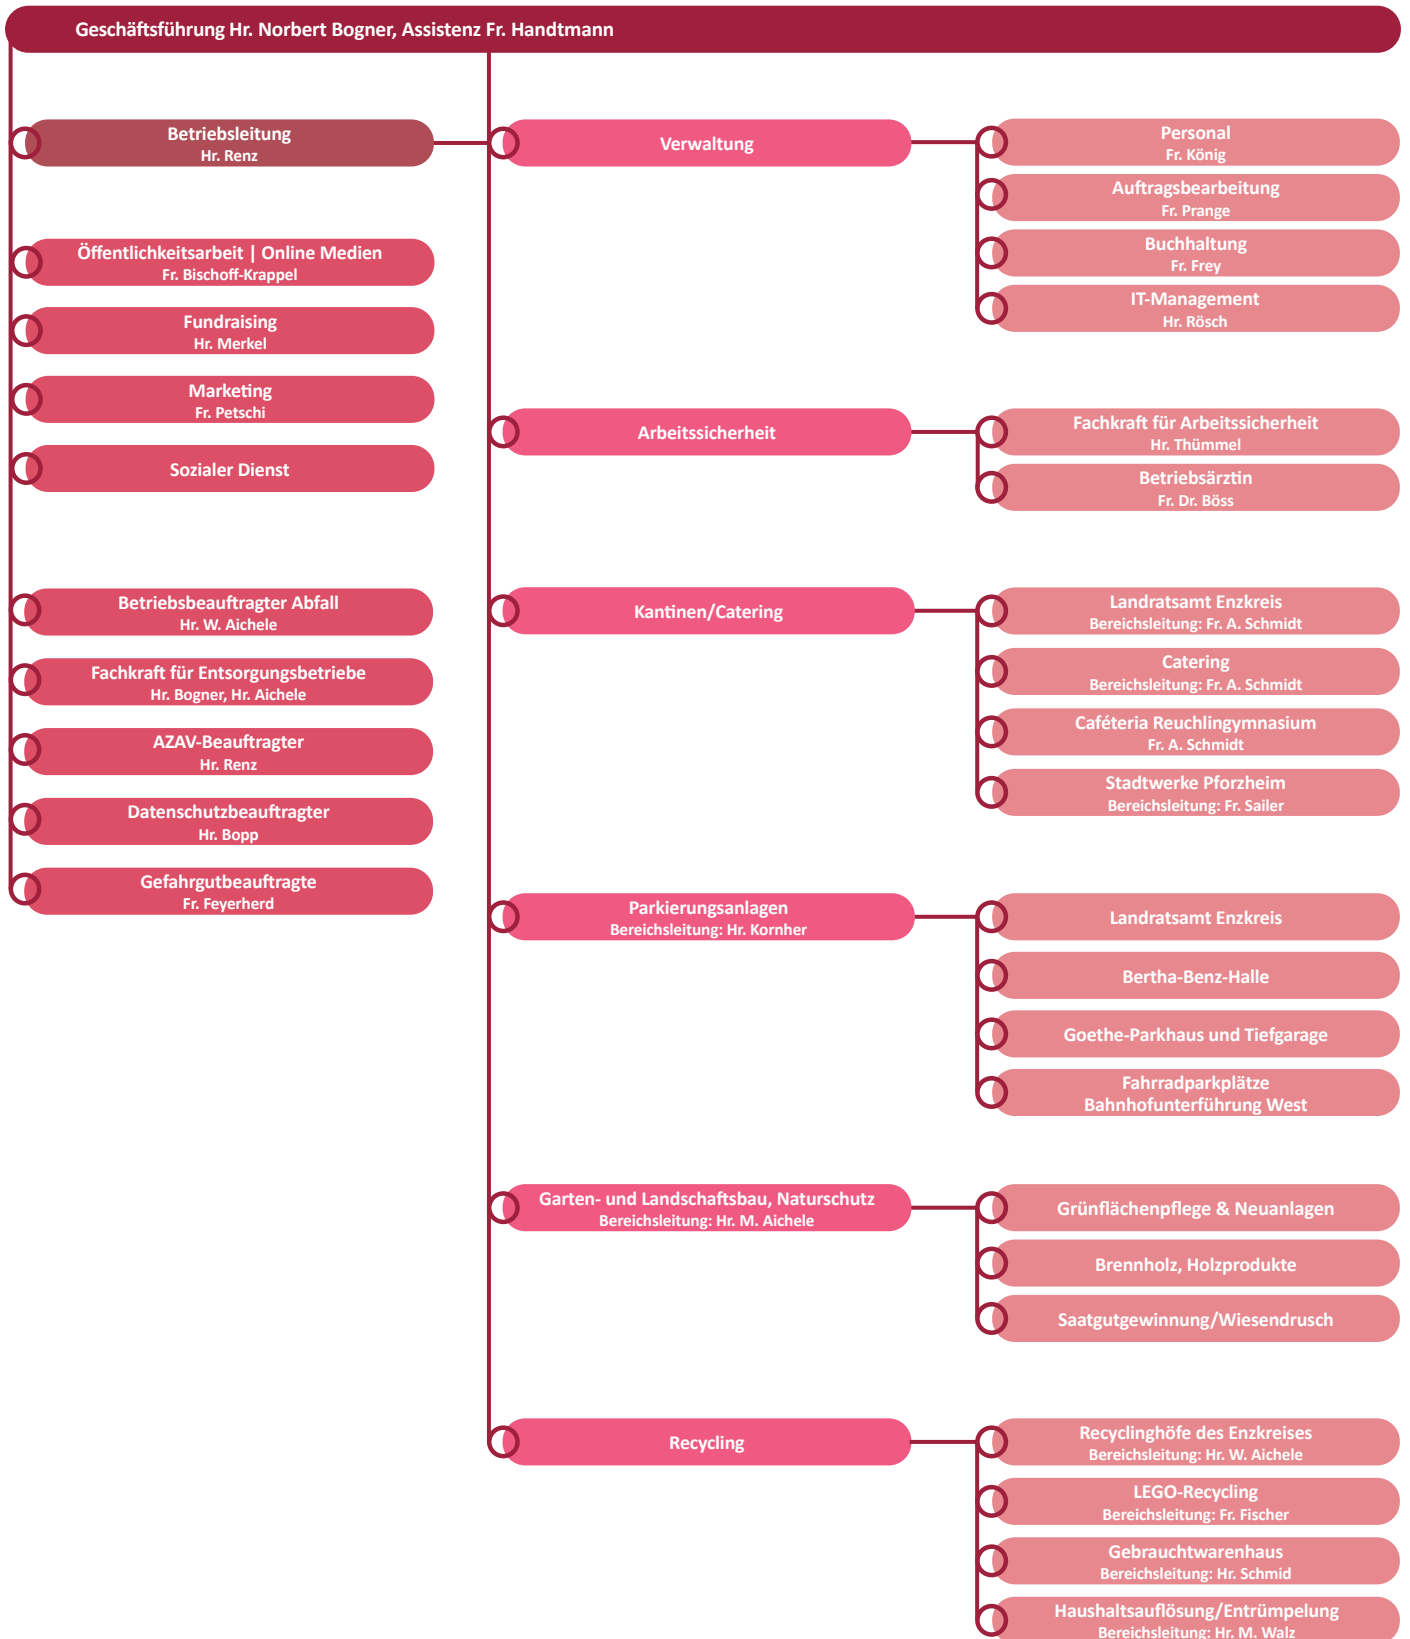 Geschäftsführung Hr. Norbert Bogner, Assistenz Fr. Handtmann
Betriebsleitung
Hr. Renz
Öffentlichkeitsarbeit | Online Medien
Fr. Bischoff-Krappel
Fundraising
Hr. Merkel
Marketing
Fr. Petschi
Sozialer Dienst
Betriebsbeauftragter Abfall
Hr. W. Aichele
Fachkraft für Entsorgungsbetriebe
Hr. Bogner, Hr. Aichele
AZAV-Beauftragter
Hr. Renz
Datenschutzbeauftragter
Hr. Bopp
Gefahrgutbeauftragte
Fr. Feyerherd
Verwaltung
Personal
Fr. König
Auftragsbearbeitung
Fr. Prange
Buchhaltung
Fr. Frey
IT-Management
Hr. Rösch
Arbeitssicherheit
Fachkraft für Arbeitssicherheit
Hr. Thümmel
Betriebsärztin
Fr. Dr. Böss
Kantinen/Catering
Landratsamt Enzkreis
Bereichsleitung: Fr. A. Schmidt
Catering
Bereichsleitung: Fr. A. Schmidt
Caféteria Reuchlingymnasium
Fr. A. Schmidt
Stadtwerke Pforzheim
Bereichsleitung: Fr. Sailer
Parkierungsanlagen
Bereichsleitung: Hr. Kornher
Landratsamt Enzkreis
Bertha-Benz-Halle
Goethe-Parkhaus und Tiefgarage
Fahrradparkplätze
Bahnhofunterführung West
Garten- und Landschaftsbau, Naturschutz
Bereichsleitung: Hr. M. Aichele
Grünflächenpflege & Neuanlagen
Brennholz, Holzprodukte
Saatgutgewinnung/Wiesendrusch
Recycling
Recyclinghöfe des Enzkreises
Bereichsleitung: Hr. W. Aichele
LEGO-Recycling
Bereichsleitung: Fr. Fischer
Gebrauchtwarenhaus
Bereichsleitung: Hr. Schmid
Haushaltsauflösung/Entrümpelung
Bereichsleitung: Hr. M. Walz